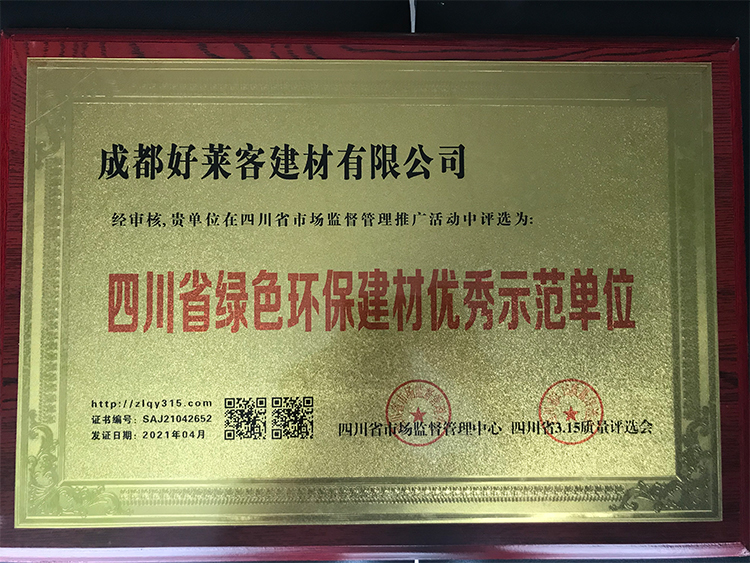 成都好莱客建材有限公司
经审核,贵单位在四川省市场监督管理推广活动中评选为:
四川省绿色环保建材优秀示范单位
http://zlqy315.com
证书编号: SAJ21042652
发证日期: 2021年04月
四川省市场监督管理中心 四川省3.15质量评选会